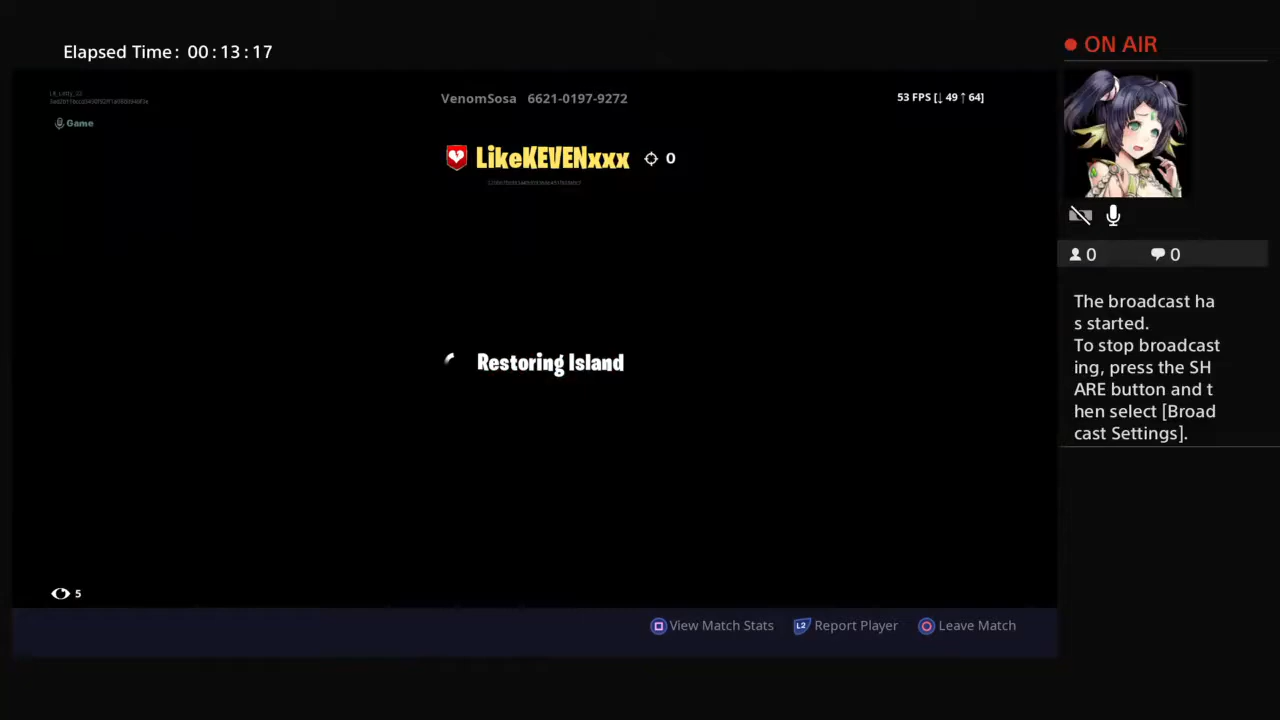 Elapsed Time: 00:13:17
ON AIR
VenomSosa 6621-0197-9272
53 FPS [↓ 49 ↑ 64]
Game
LikeKEVENxxx 0
0 0
The broadcast ha
s started.
To stop broadcast
ing, press the SH
ARE button and t
hen select [Broad
cast Settings].
Restoring Island
5
View Match Stats L2 Report Player Leave Match